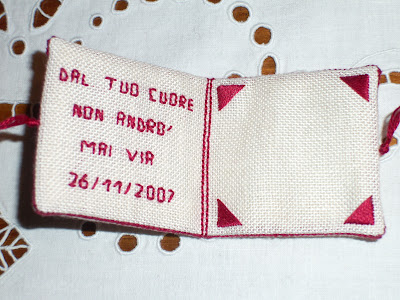 DAL TUO CUORE
NON ANDRO'
MAI VIA
26/11/2007